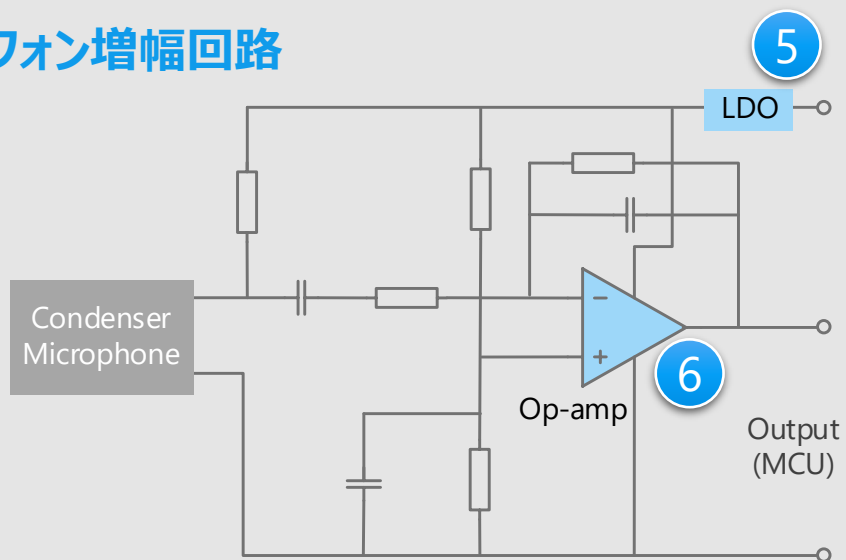 フォン増幅回路
5
LDO
Condenser
Microphone
−
+
6
Op-amp
Output
(MCU)